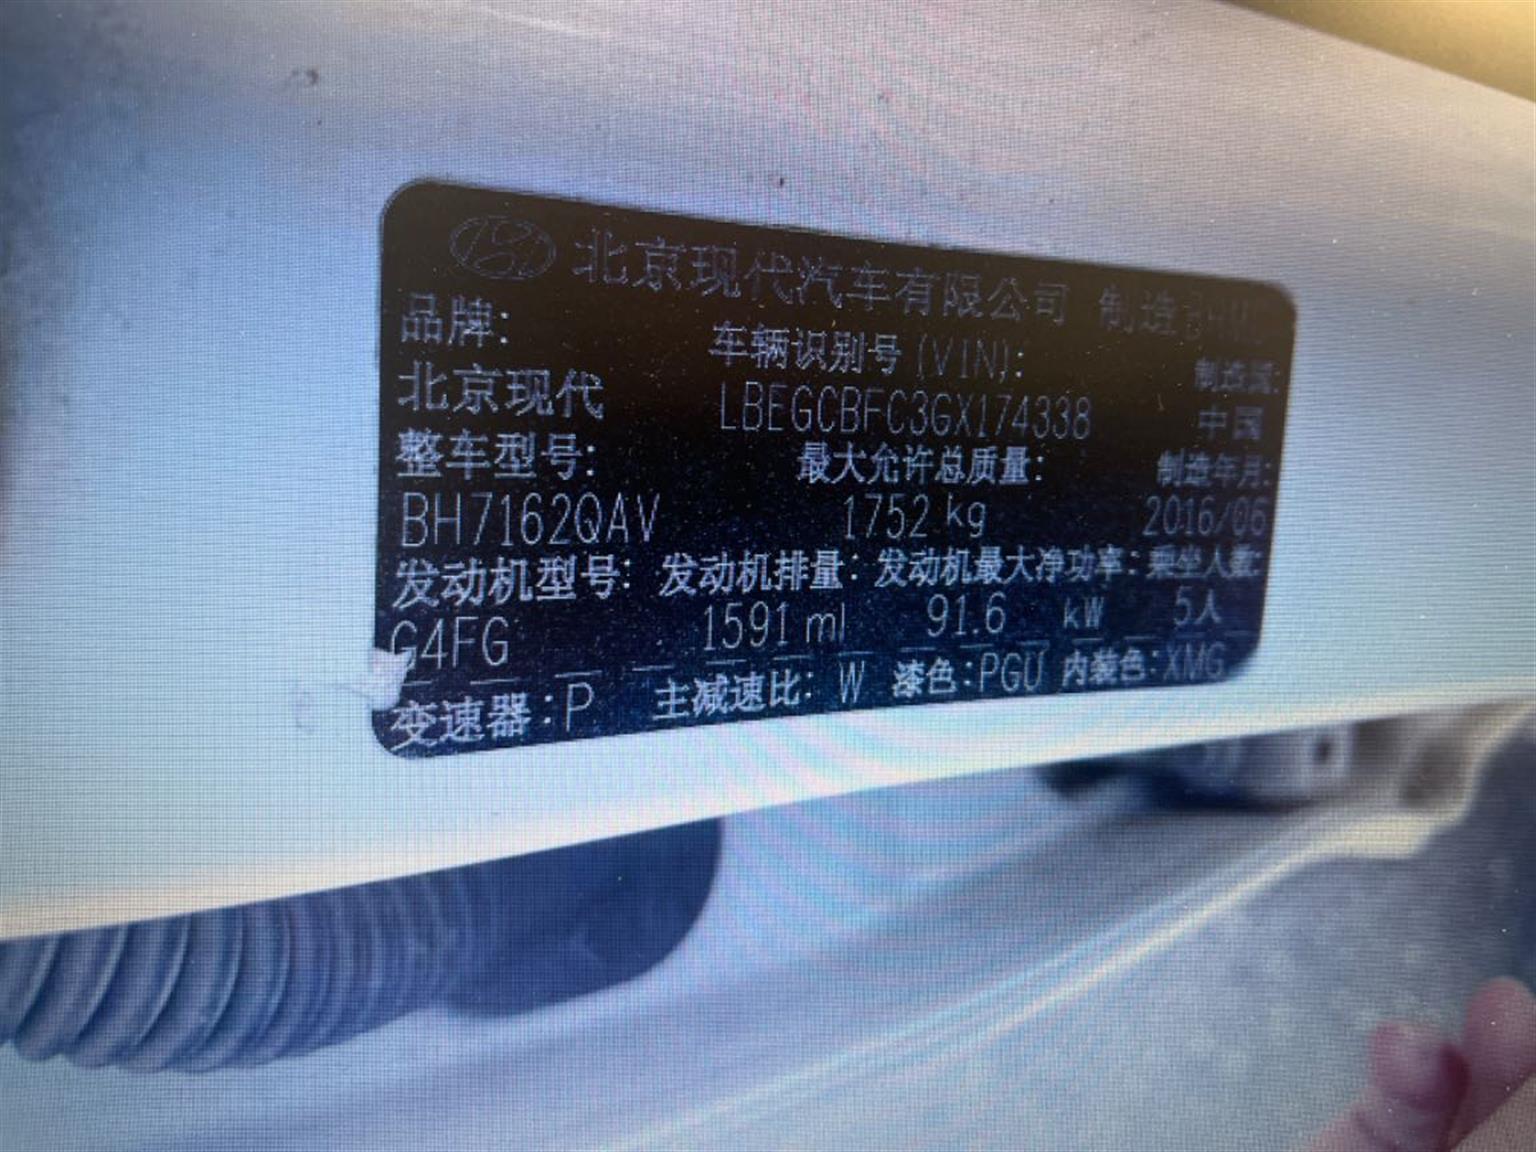 北京现代汽车有限公司 制造 BHMC
品牌: 车辆识别号(VIN): 制造国:
北京现代 LBEGCBFC3GX174338 中国
整车型号: 最大允许总质量: 制造年月:
BH7162QAV 1752 kg 2016/06
发动机型号: 发动机排量: 发动机最大净功率: 乘坐人数:
G4FG 1591 ml 91.6 kW 5人
变速器:P 主减速比: W 漆色:PGU 内装色:XMG